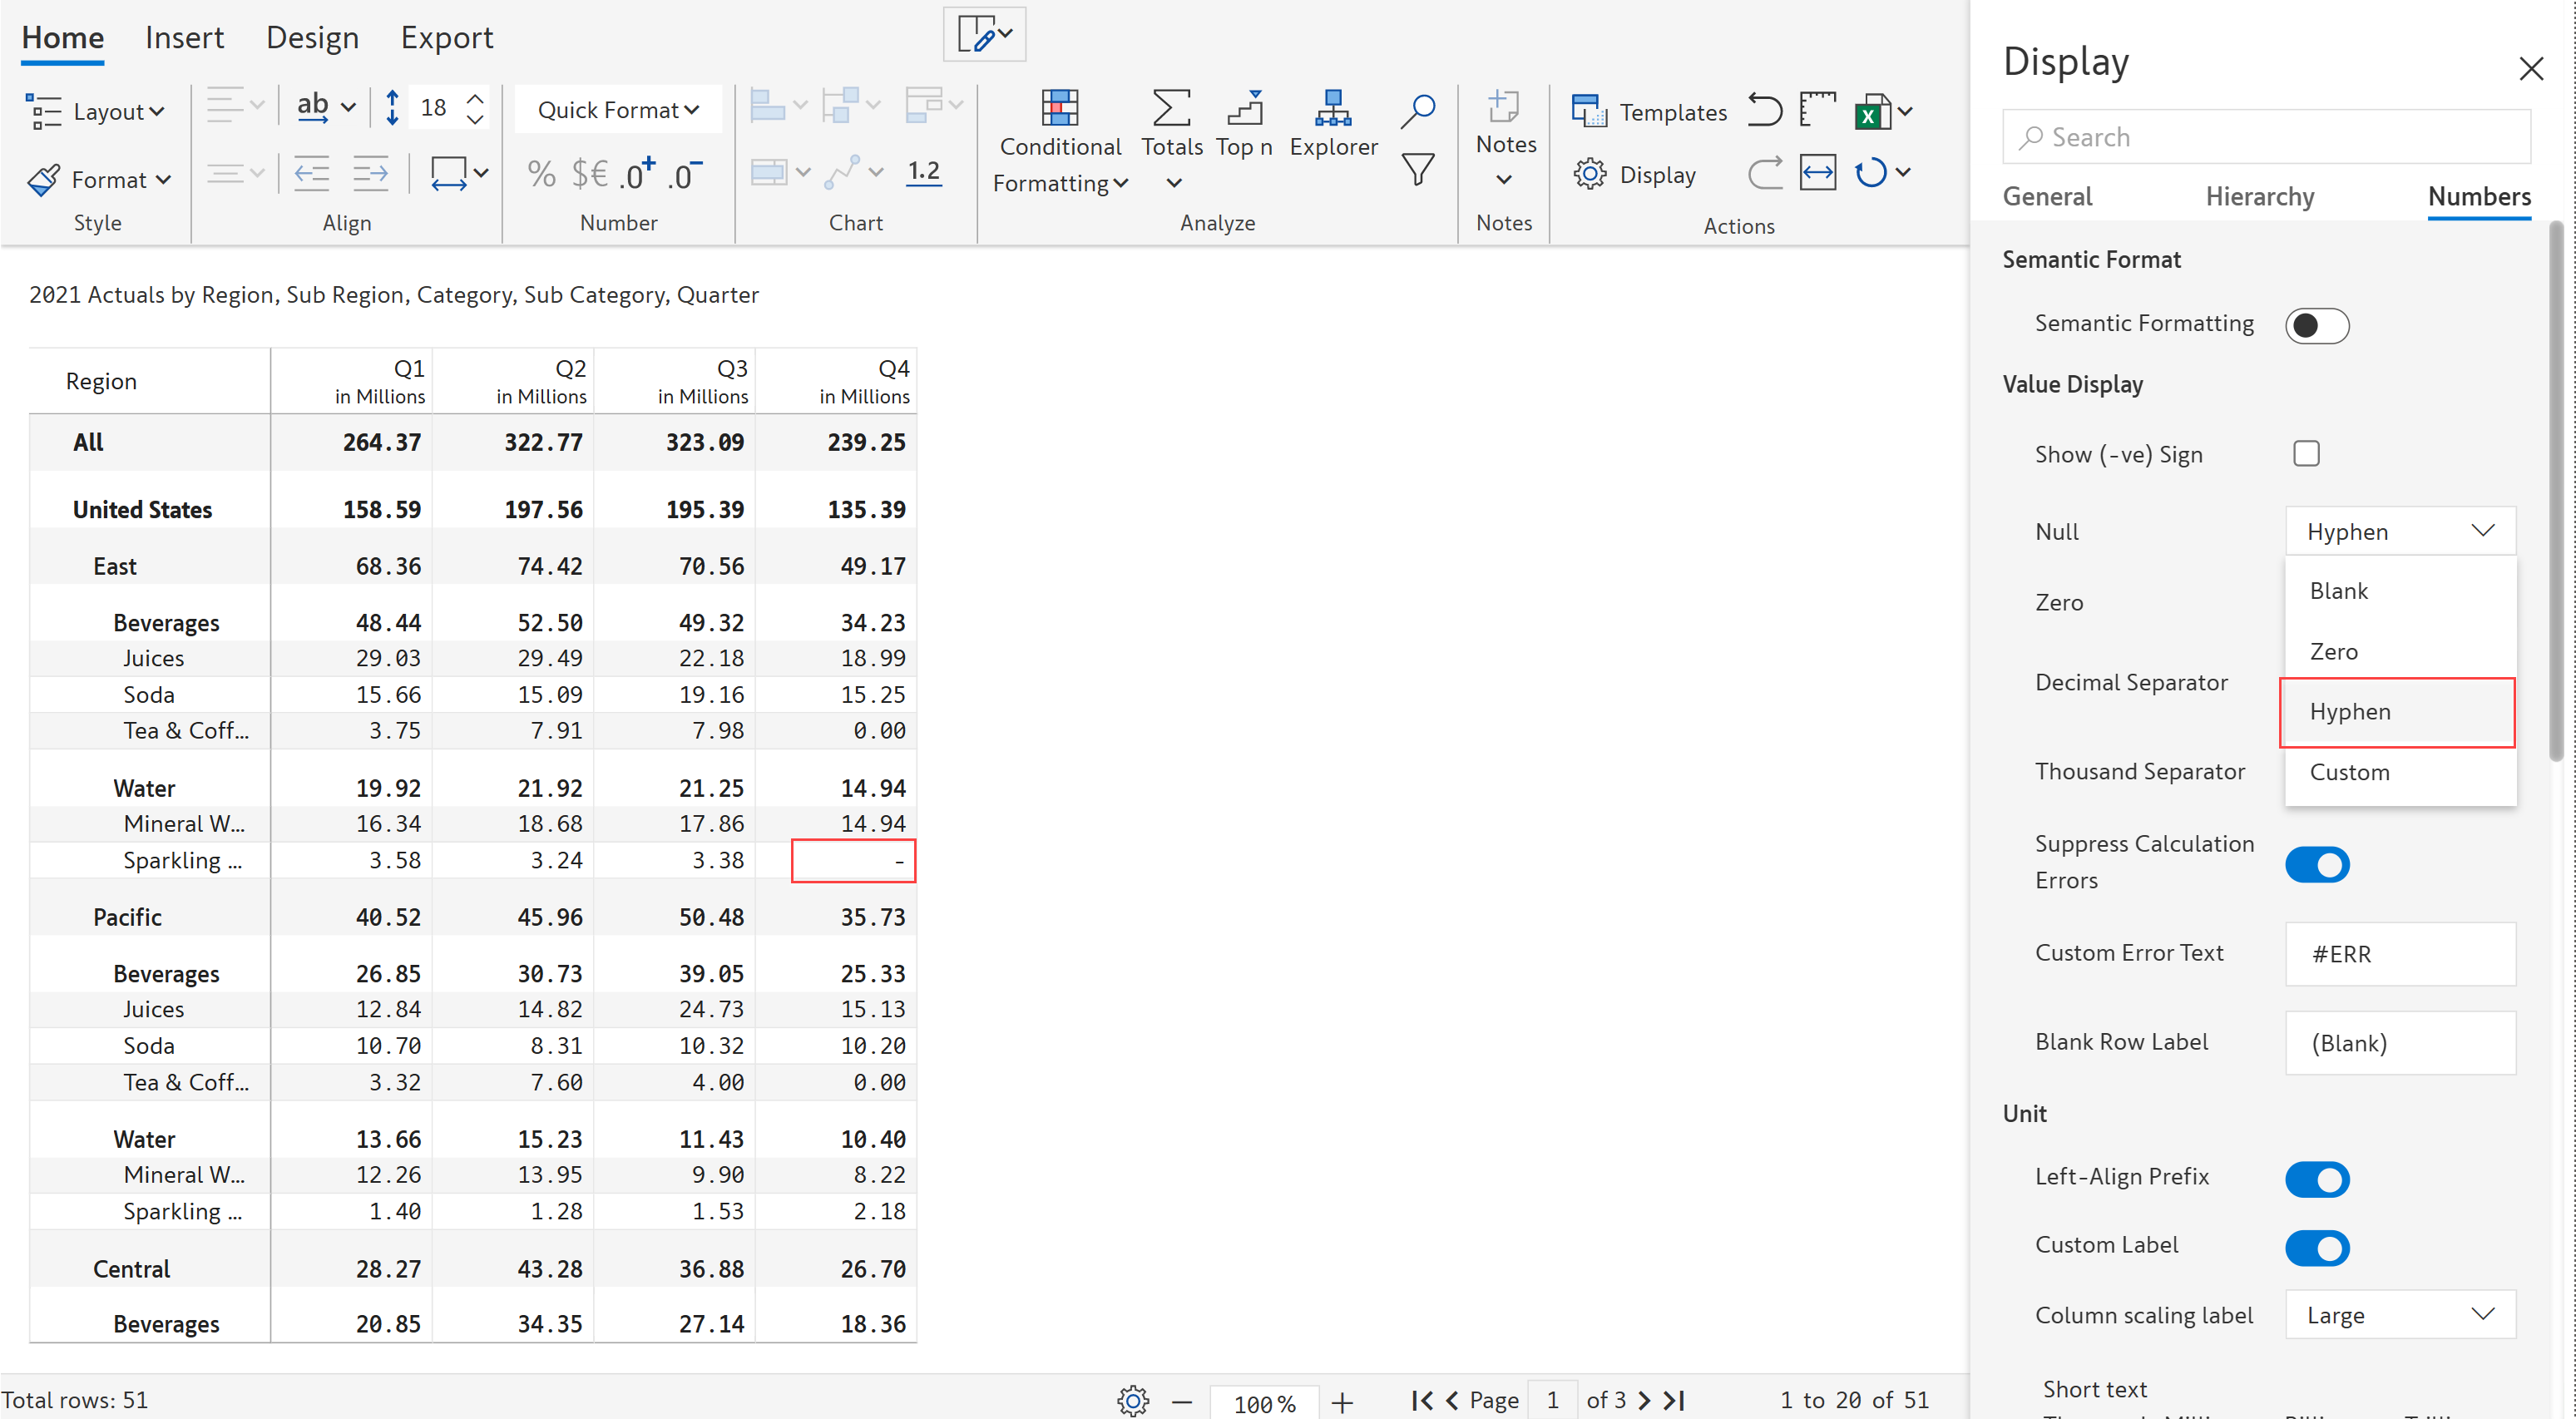 Home Insert Design Export
Layout
ab
18
Quick Format
Conditional Formatting
Totals
Top n
Explorer
Notes
Templates
Format
% $€ .0+ .0-
1.2
Display
Style
Align
Number
Chart
Analyze
Notes
Actions
2021 Actuals by Region, Sub Region, Category, Sub Category, Quarter
Region Q1 in Millions Q2 in Millions Q3 in Millions Q4 in Millions
All 264.37 322.77 323.09 239.25
United States 158.59 197.56 195.39 135.39
East 68.36 74.42 70.56 49.17
Beverages 48.44 52.50 49.32 34.23
Juices 29.03 29.49 22.18 18.99
Soda 15.66 15.09 19.16 15.25
Tea & Coff... 3.75 7.91 7.98 0.00
Water 19.92 21.92 21.25 14.94
Mineral W... 16.34 18.68 17.86 14.94
Sparkling ... 3.58 3.24 3.38 -
Pacific 40.52 45.96 50.48 35.73
Beverages 26.85 30.73 39.05 25.33
Juices 12.84 14.82 24.73 15.13
Soda 10.70 8.31 10.32 10.20
Tea & Coff... 3.32 7.60 4.00 0.00
Water 13.66 15.23 11.43 10.40
Mineral W... 12.26 13.95 9.90 8.22
Sparkling ... 1.40 1.28 1.53 2.18
Central 28.27 43.28 36.88 26.70
Beverages 20.85 34.35 27.14 18.36
Total rows: 51
100 %
Page 1 of 3
1 to 20 of 51
Display
Search
General Hierarchy Numbers
Semantic Format
Semantic Formatting
Value Display
Show (-ve) Sign
Null Hyphen
Blank
Zero
Zero
Decimal Separator
Hyphen
Thousand Separator
Custom
Suppress Calculation
Errors
Custom Error Text #ERR
Blank Row Label (Blank)
Unit
Left-Align Prefix
Custom Label
Column scaling label Large
Short text